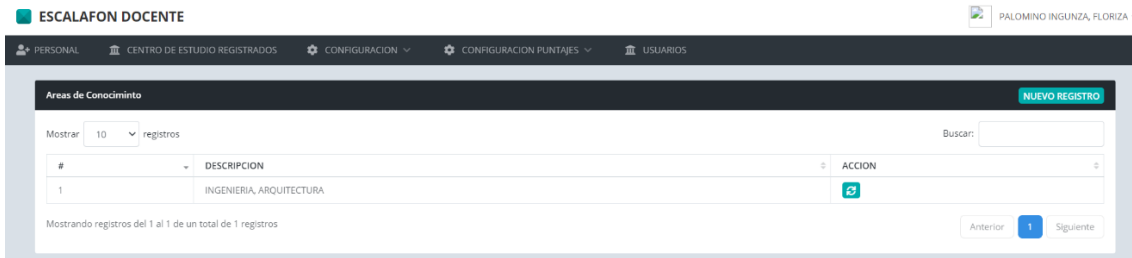 ESCALAFON DOCENTE
PALOMINO INGUNZA, FLORIZA
PERSONAL CENTRO DE ESTUDIO REGISTRADOS CONFIGURACION CONFIGURACION PUNTAJES USUARIOS
Areas de Conociminto NUEVO REGISTRO
Mostrar 10 registros Buscar:
# DESCRIPCION ACCION
1 INGENIERIA, ARQUITECTURA
Mostrando registros del 1 al 1 de un total de 1 registros Anterior 1 Siguiente